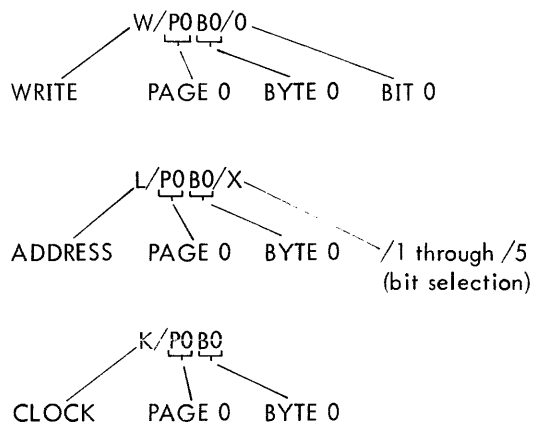 W/P0 B0/0
WRITE PAGE 0 BYTE 0 BIT 0
L/P0 B0/X
ADDRESS PAGE 0 BYTE 0 /1 through /5
(bit selection)
K/P0 B0
CLOCK PAGE 0 BYTE 0